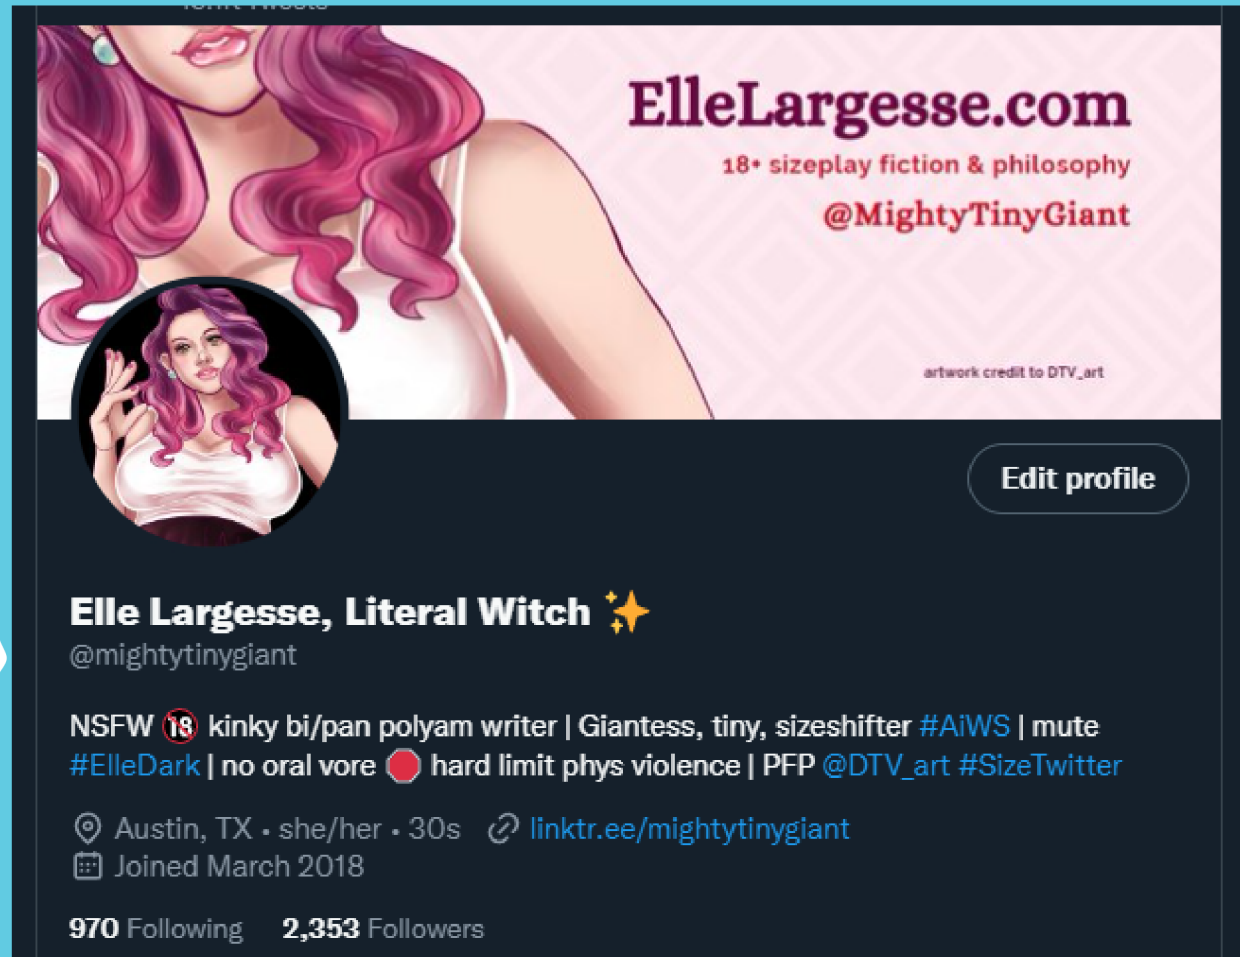 ElleLargesse.com
18+ sizeplay fiction & philosophy
@MightyTinyGiant
artwork credit to DTV_art
Edit profile
Elle Largesse, Literal Witch ✨
@mightytinygiant
NSFW 🔞 kinky bi/pan polyam writer | Giantess, tiny, sizeshifter #AiWS | mute
#ElleDark | no oral vore 🛑 hard limit phys violence | PFP @DTV_art #SizeTwitter
Austin, TX • she/her • 30s linktr.ee/mightytinygiant
Joined March 2018
970 Following 2,353 Followers